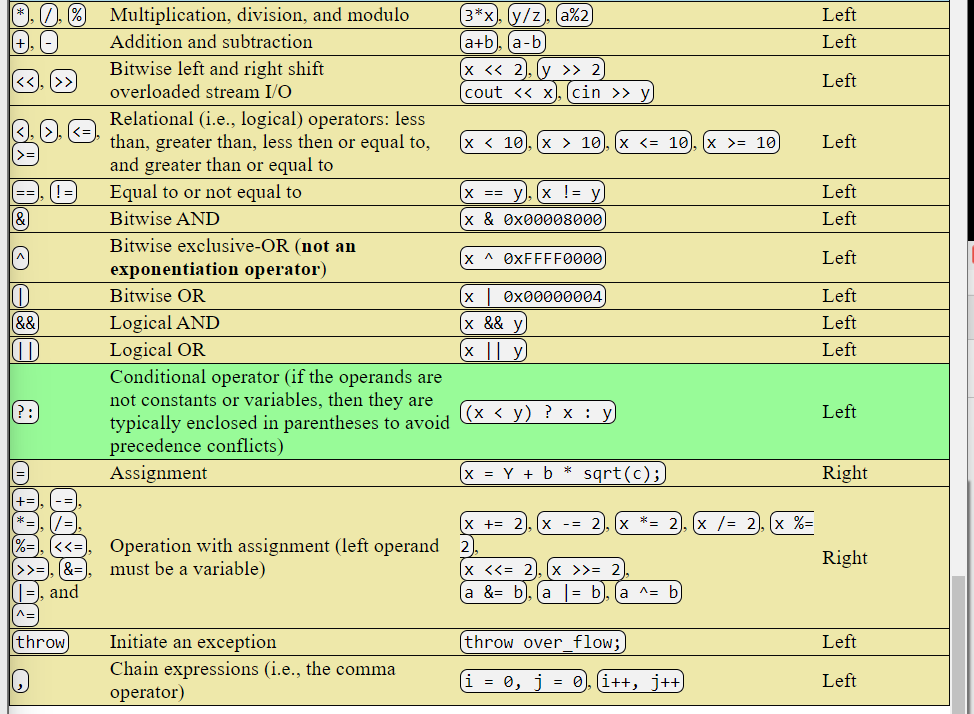 *, /, % Multiplication, division, and modulo 3*x, y/z, a%2 Left
+, - Addition and subtraction a+b, a-b Left
<<, >> Bitwise left and right shift
overloaded stream I/O x << 2, y >> 2
cout << x, cin >> y Left
<, >, <=,
>= Relational (i.e., logical) operators: less
than, greater than, less then or equal to,
and greater than or equal to x < 10, x > 10, x <= 10, x >= 10 Left
==, != Equal to or not equal to x == y, x != y Left
& Bitwise AND x & 0x00008000 Left
^ Bitwise exclusive-OR (not an
exponentiation operator) x ^ 0xFFFF0000 Left
| Bitwise OR x | 0x00000004 Left
&& Logical AND x && y Left
|| Logical OR x || y Left
?: Conditional operator (if the operands are
not constants or variables, then they are
typically enclosed in parentheses to avoid
precedence conflicts) (x < y) ? x : y Left
= Assignment x = Y + b * sqrt(c); Right
+=, -=,
*=, /=,
%=, <<=,
>>=, &=,
|=, and
^= Operation with assignment (left operand
must be a variable) x += 2, x -= 2, x *= 2, x /= 2, x %=
2,
x <<= 2, x >>= 2,
a &= b, a |= b, a ^= b Right
throw Initiate an exception throw over_flow; Left
, Chain expressions (i.e., the comma
operator) i = 0, j = 0, i++, j++ Left